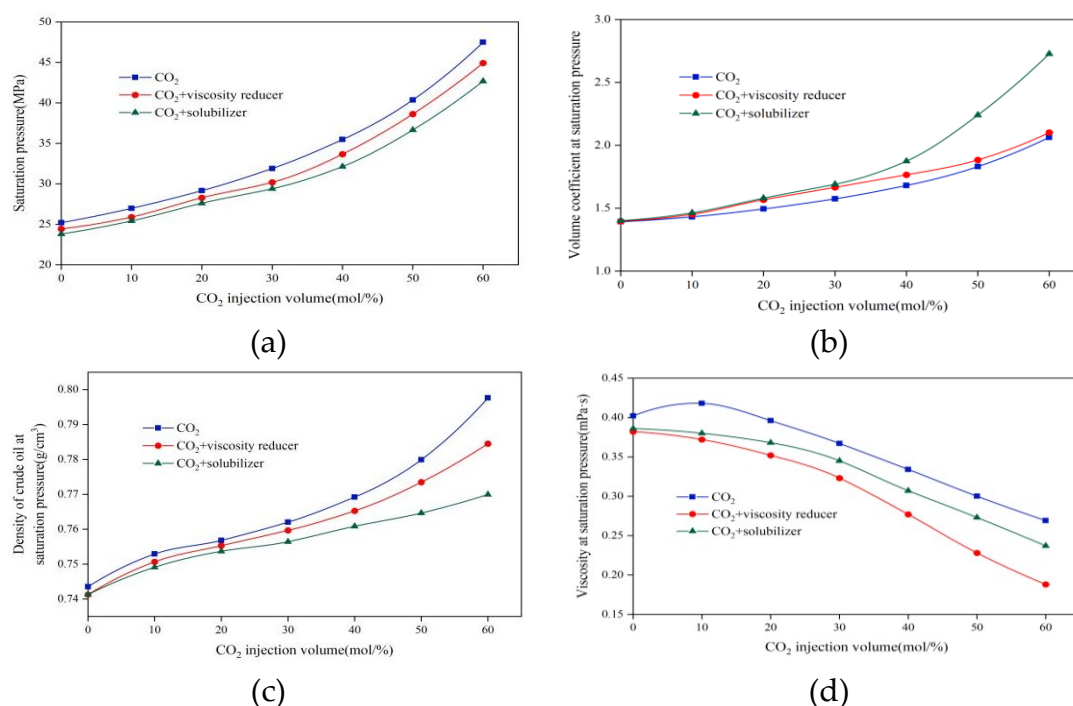 50
45
40
35
30
25
20
Saturation pressure(MPa)
CO₂
CO₂+viscosity reducer
CO₂+solubilizer
0 10 20 30 40 50 60
CO₂ injection volume(mol/%)
(a)
3.0
2.5
2.0
1.5
1.0
Volume coefficient at saturation pressure
CO₂
CO₂+viscosity reducer
CO₂+solubilizer
0 10 20 30 40 50 60
CO₂ injection volume(mol/%)
(b)
0.80
0.79
0.78
0.77
0.76
0.75
0.74
Density of crude oil at
saturation pressure(g/cm³)
CO₂
CO₂+viscosity reducer
CO₂+solubilizer
0 10 20 30 40 50 60
CO₂ injection volume(mol/%)
(c)
0.45
0.40
0.35
0.30
0.25
0.20
0.15
Viscosity at saturation pressure(mPa·s)
CO₂
CO₂+viscosity reducer
CO₂+solubilizer
0 10 20 30 40 50 60
CO₂ injection volume(mol/%)
(d)